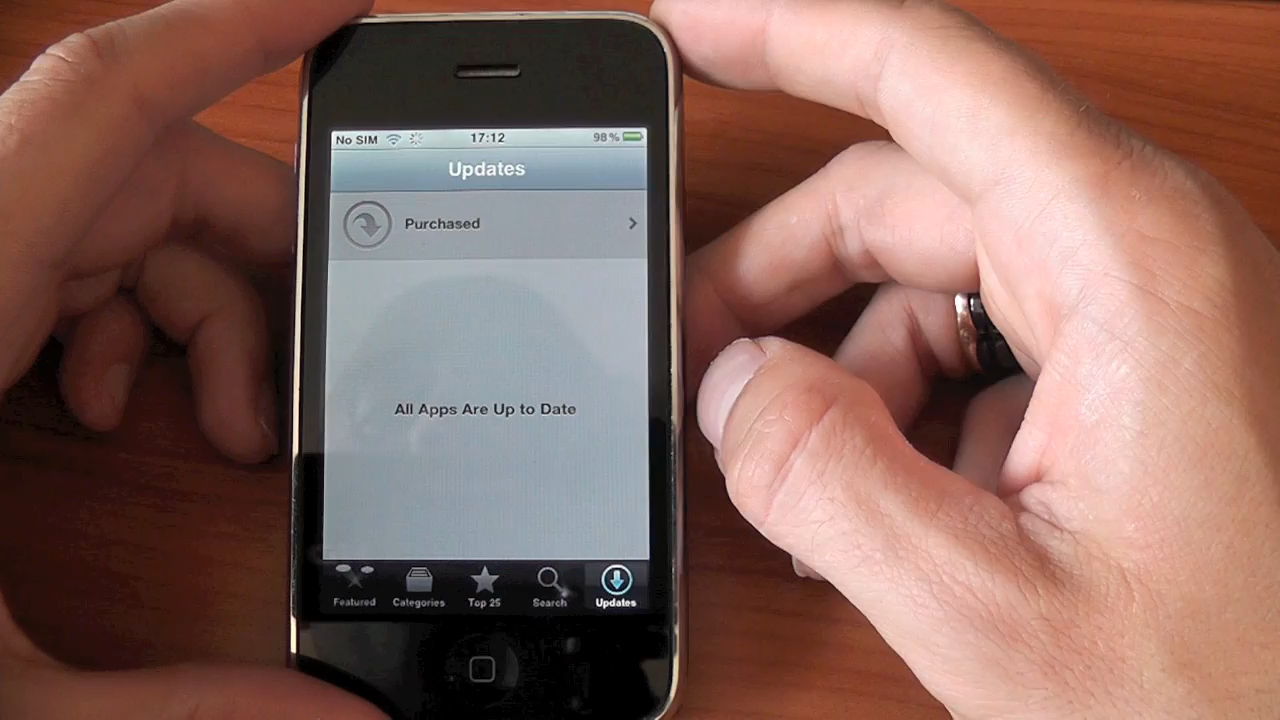 No SIM 17:12 98%
Updates
Purchased
All Apps Are Up to Date
Featured Categories Top 25 Search Updates